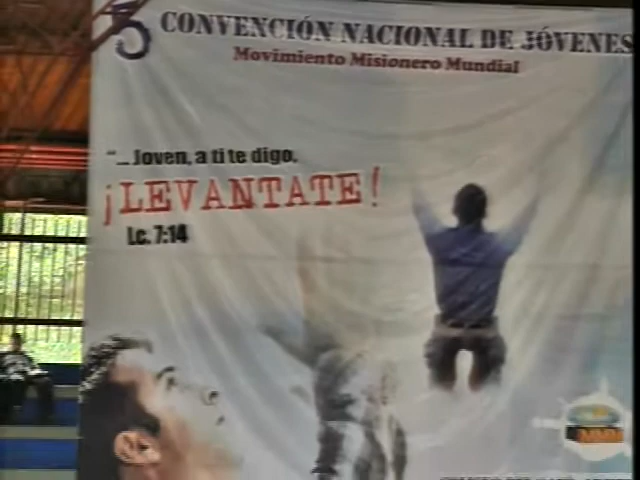 5 CONVENCIÓN NACIONAL DE JÓVENES
Movimiento Misionero Mundial
"... Joven, a ti te digo.
¡LEVANTATE!
Lc. 7:14